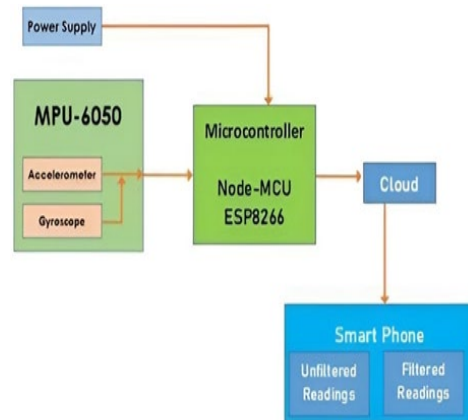 Power Supply
MPU-6050
Accelerometer
Gyroscope
Microcontroller
Node-MCU
ESP8266
Cloud
Smart Phone
Unfiltered
Readings
Filtered
Readings